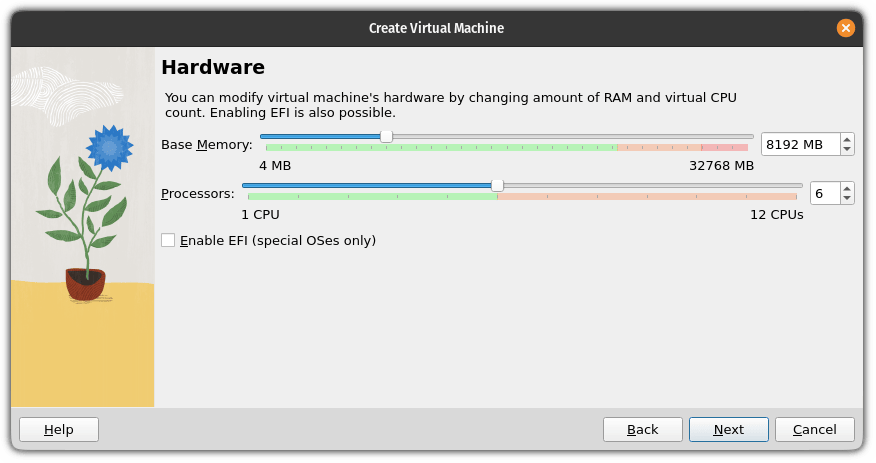 Create Virtual Machine
Hardware
You can modify virtual machine's hardware by changing amount of RAM and virtual CPU
count. Enabling EFI is also possible.
Base Memory:
8192 MB
4 MB
32768 MB
Processors:
6
1 CPU
12 CPUs
Enable EFI (special OSes only)
Help
Back
Next
Cancel